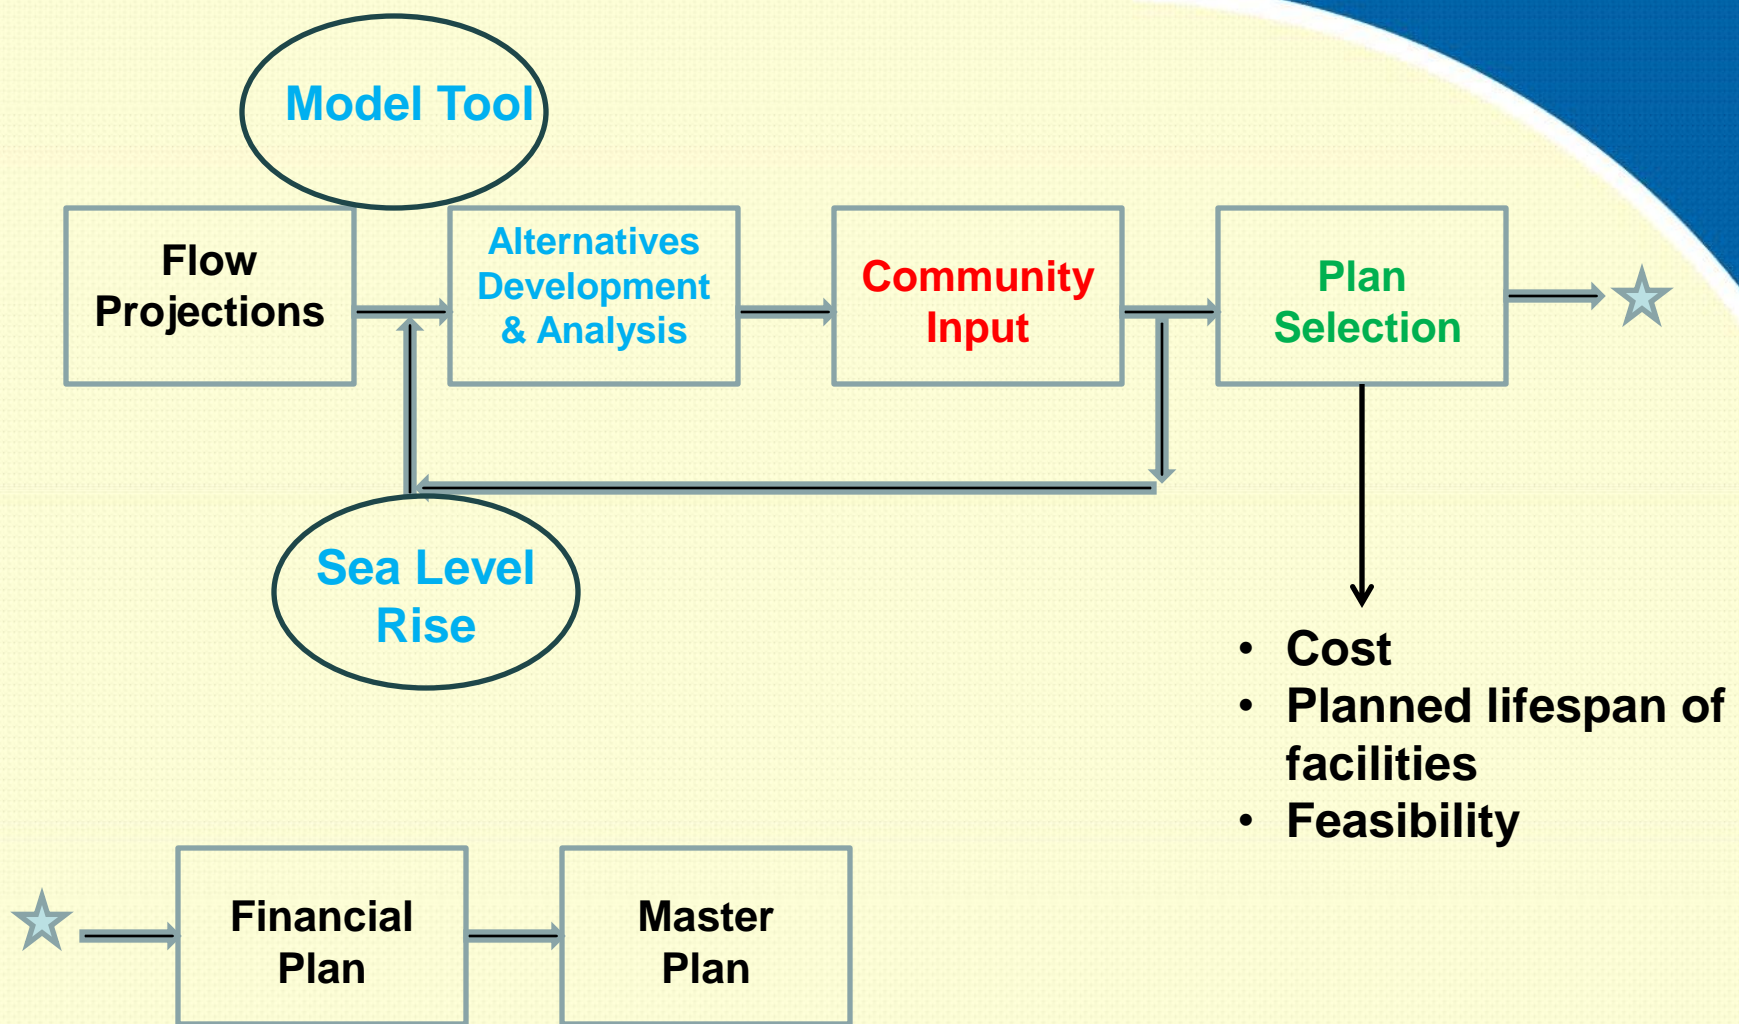 Model Tool
Flow
Projections
Alternatives
Development
& Analysis
Community
Input
Plan
Selection
Sea Level
Rise
• Cost
• Planned lifespan of
facilities
• Feasibility
Financial
Plan
Master
Plan